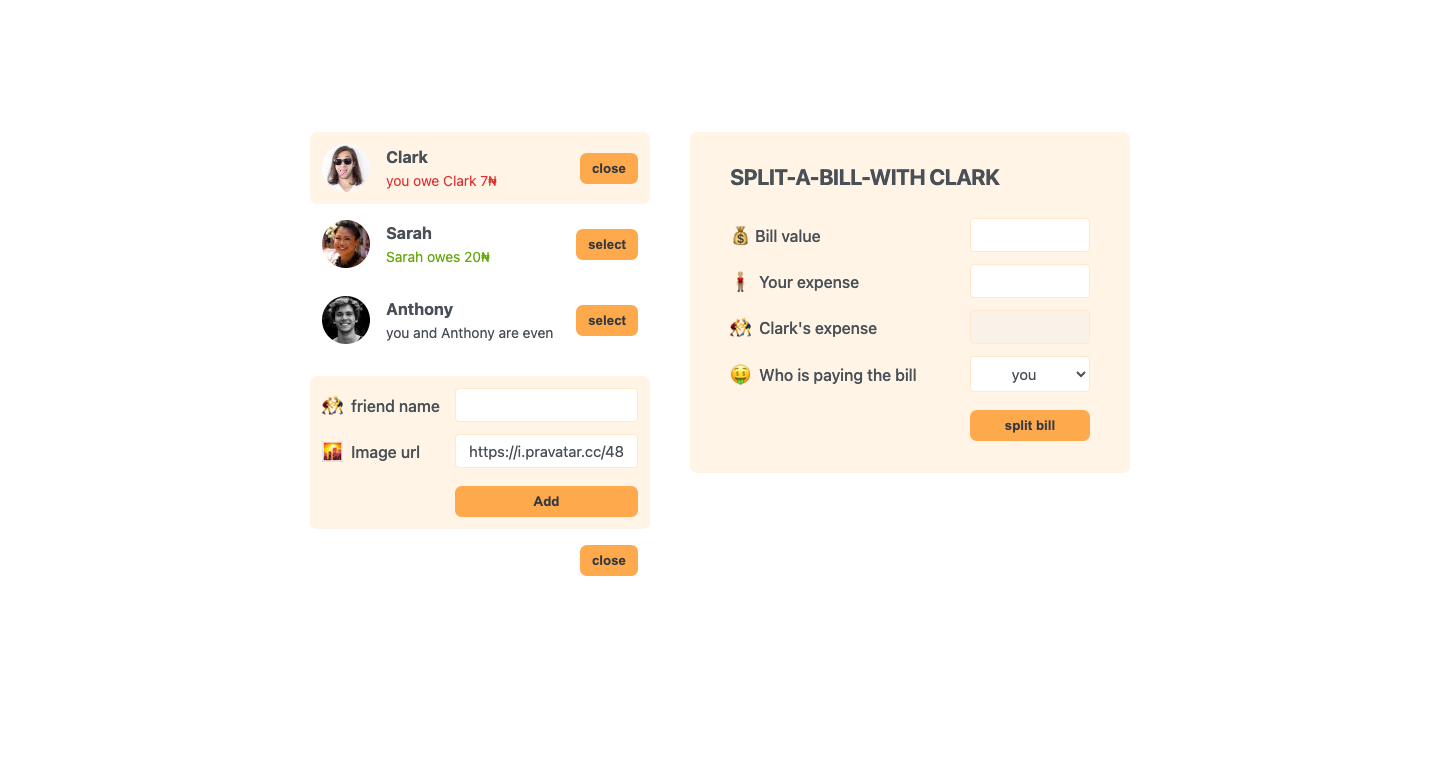 Clark
you owe Clark 7₦
close
Sarah
Sarah owes 20₦
select
Anthony
you and Anthony are even
select
friend name
Image url
https://i.pravatar.cc/48
Add
close
SPLIT-A-BILL-WITH CLARK
💰 Bill value
🧍 Your expense
Clark's expense
🤑 Who is paying the bill
you
split bill